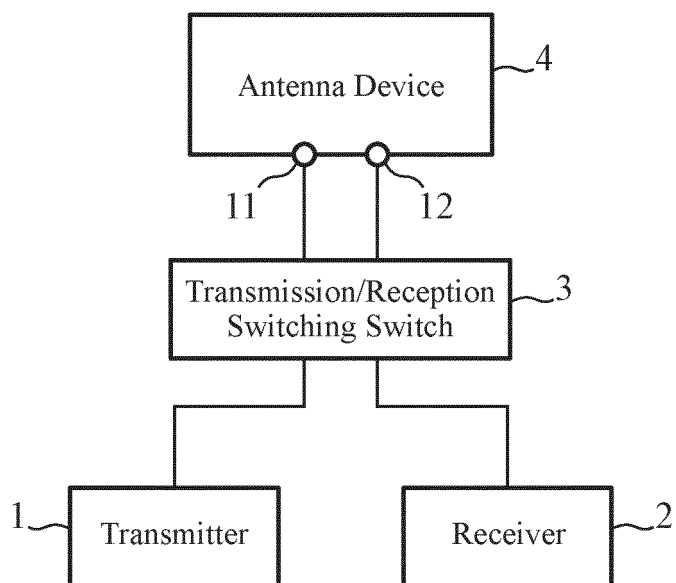 Antenna Device
4
11
12
Transmission/Reception
Switching Switch
3
1
Transmitter
Receiver
2